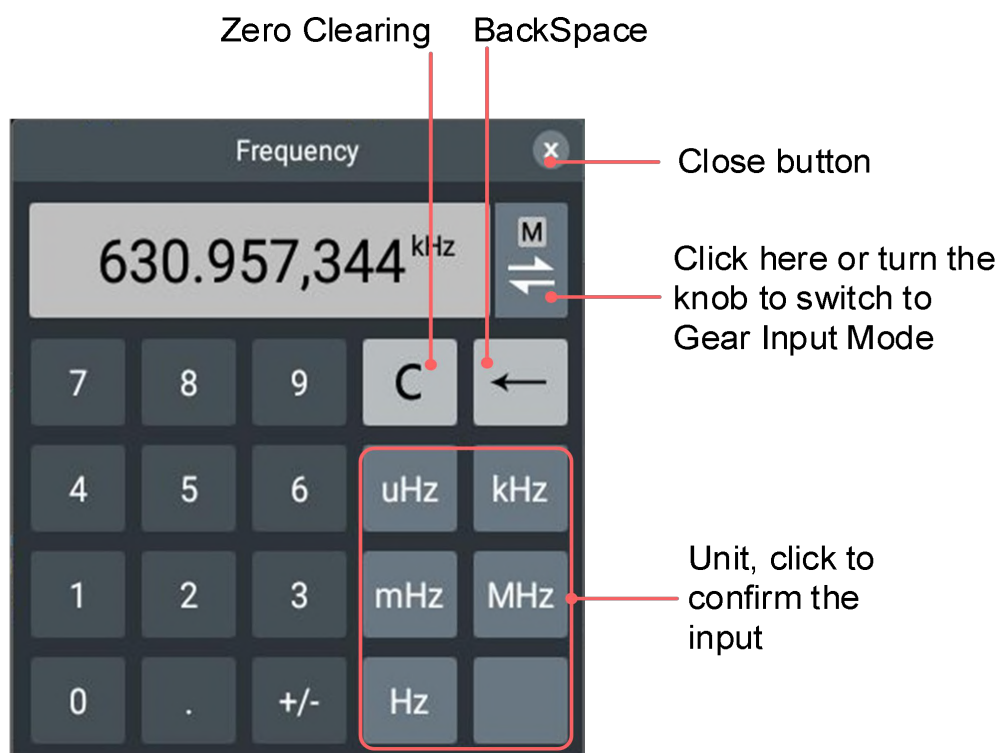 Zero Clearing BackSpace
Frequency x
Close button
630.957,344 kHz M
Click here or turn the
knob to switch to
Gear Input Mode
7 8 9 C ←
4 5 6 uHz kHz
1 2 3 mHz MHz
Unit, click to
confirm the
input
0 . +/- Hz